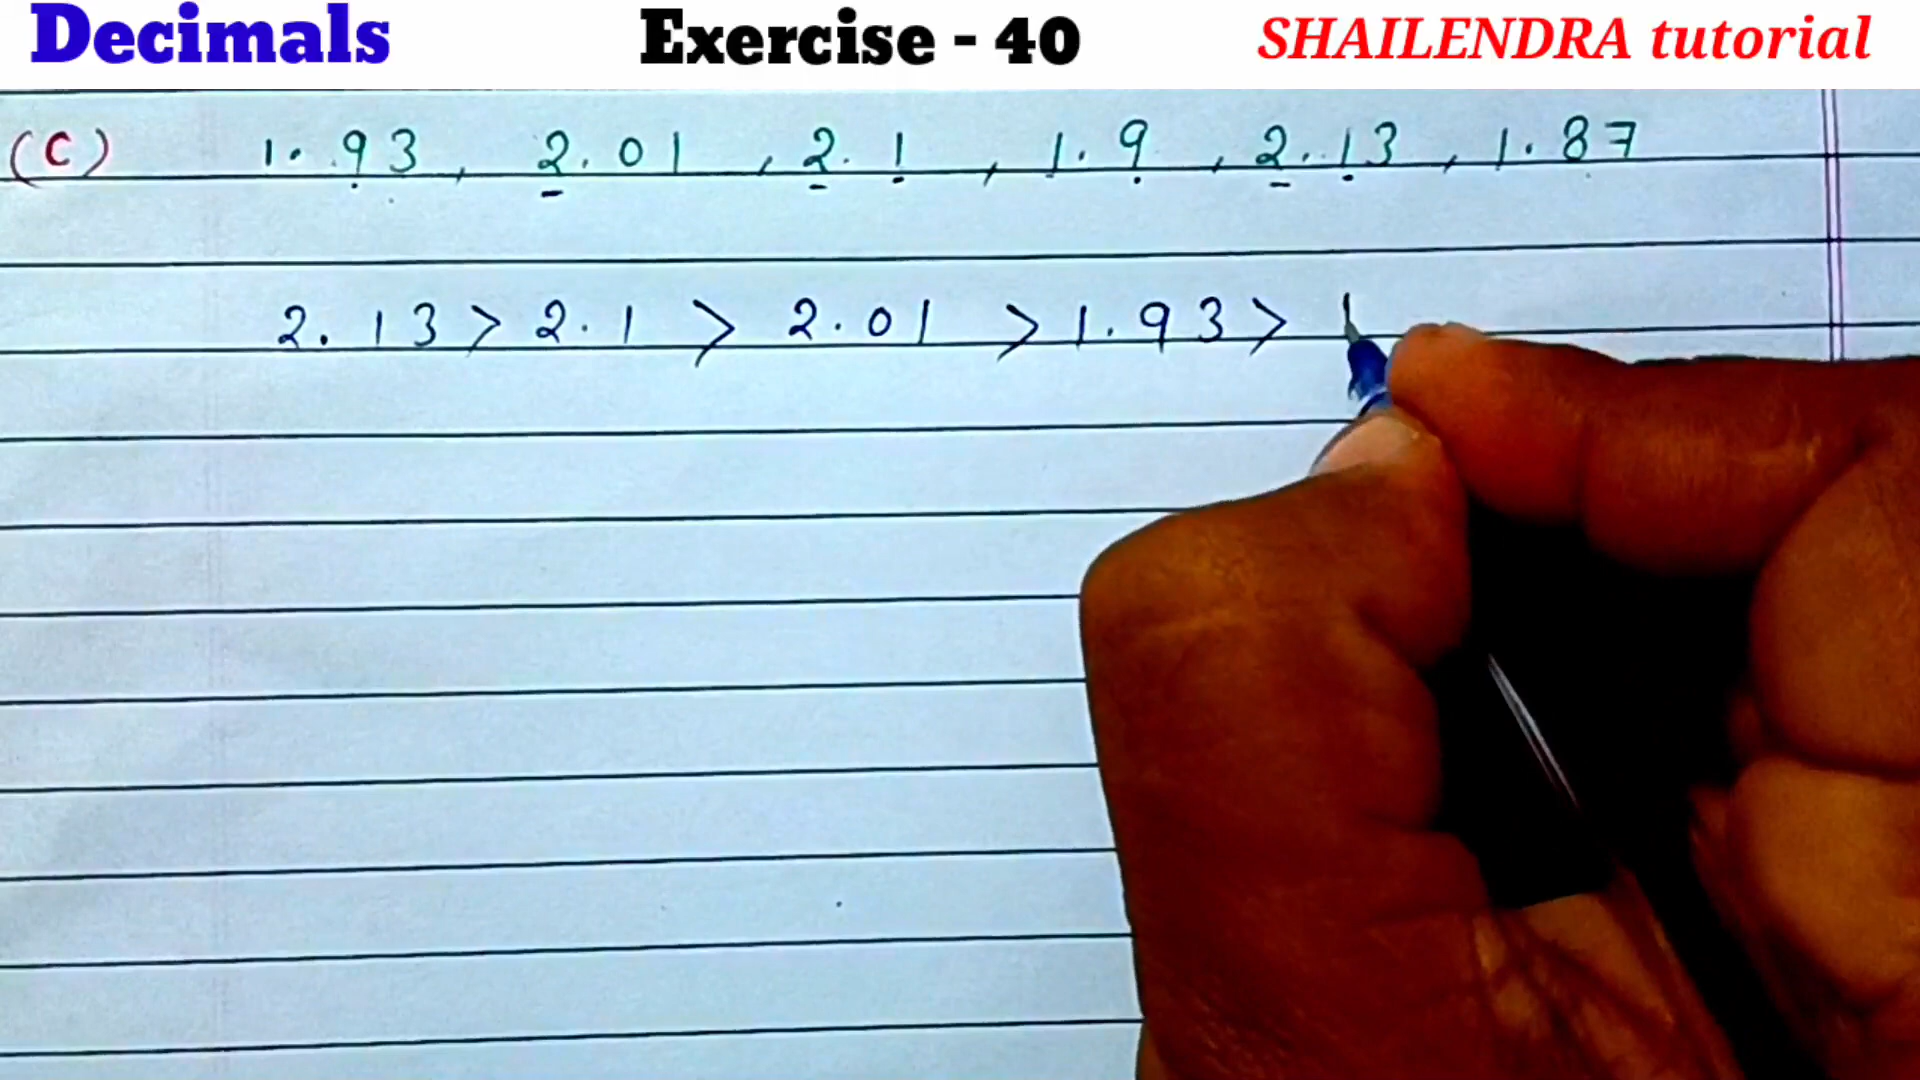 Decimals Exercise - 40 SHAILENDRA tutorial
(C) 1.93, 2.01, 2.1, 1.9, 2.13, 1.87
2.13 > 2.1 > 2.01 > 1.93 > 1